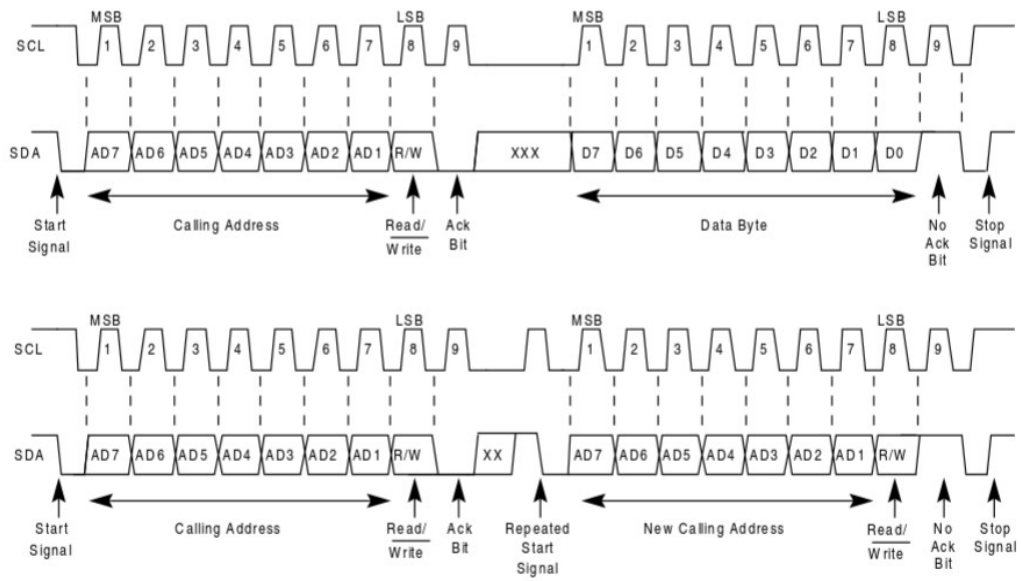 MSB LSB MSB LSB
SCL 1 2 3 4 5 6 7 8 9 1 2 3 4 5 6 7 8 9
SDA AD7 AD6 AD5 AD4 AD3 AD2 AD1 R/W XXX D7 D6 D5 D4 D3 D2 D1 D0
Start Calling Address Read/ Ack Data Byte No Stop
Signal Write Bit Ack Signal
Bit
MSB LSB MSB LSB
SCL 1 2 3 4 5 6 7 8 9 1 2 3 4 5 6 7 8 9
SDA AD7 AD6 AD5 AD4 AD3 AD2 AD1 R/W XX AD7 AD6 AD5 AD4 AD3 AD2 AD1 R/W
Start Calling Address Read/ Ack Repeated New Calling Address Read/ No Stop
Signal Write Bit Start Write Ack Signal
Signal Bit